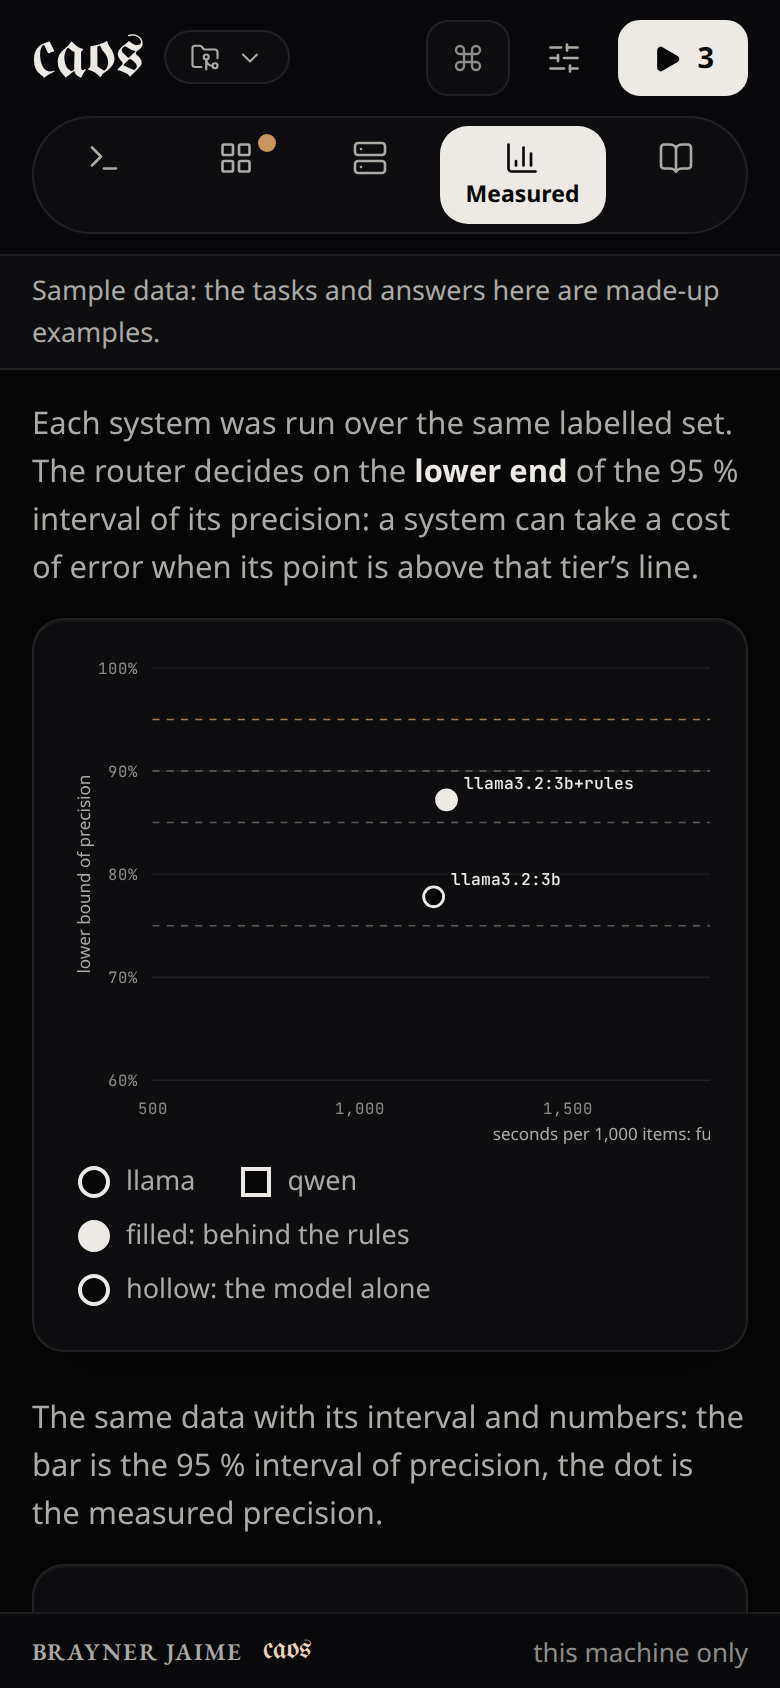 caos
3
Measured
Sample data: the tasks and answers here are made-up
examples.
Each system was run over the same labelled set.
The router decides on the lower end of the 95 %
interval of its precision: a system can take a cost
of error when its point is above that tier’s line.
100%
90%
80%
70%
60%
lower bound of precision
llama3.2:3b+rules
llama3.2:3b
500 1,000 1,500
seconds per 1,000 items: fu
llama qwen
filled: behind the rules
hollow: the model alone
The same data with its interval and numbers: the
bar is the 95 % interval of precision, the dot is
the measured precision.
BRAYNER JAIME caos this machine only